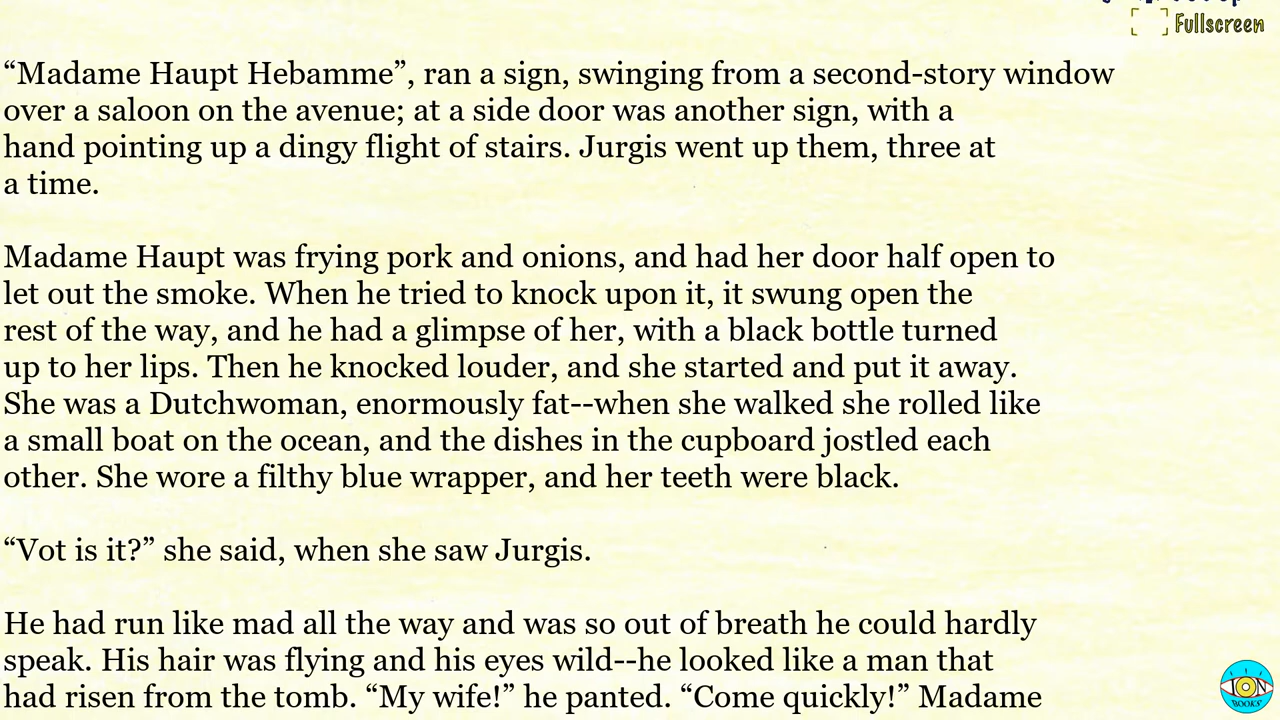 Fullscreen
“Madame Haupt Hebamme”, ran a sign, swinging from a second-story window
over a saloon on the avenue; at a side door was another sign, with a
hand pointing up a dingy flight of stairs. Jurgis went up them, three at
a time.
Madame Haupt was frying pork and onions, and had her door half open to
let out the smoke. When he tried to knock upon it, it swung open the
rest of the way, and he had a glimpse of her, with a black bottle turned
up to her lips. Then he knocked louder, and she started and put it away.
She was a Dutchwoman, enormously fat--when she walked she rolled like
a small boat on the ocean, and the dishes in the cupboard jostled each
other. She wore a filthy blue wrapper, and her teeth were black.
“Vot is it?” she said, when she saw Jurgis.
He had run like mad all the way and was so out of breath he could hardly
speak. His hair was flying and his eyes wild--he looked like a man that
had risen from the tomb. “My wife!” he panted. “Come quickly!” Madame
ION
BOOKS